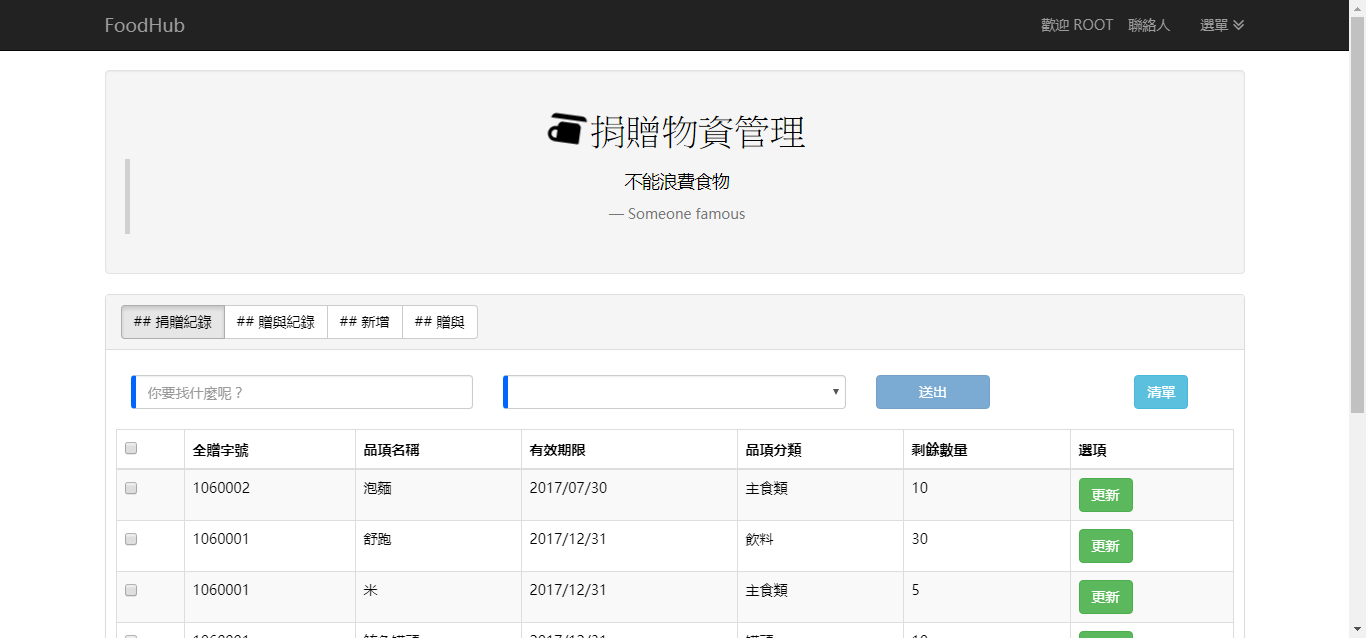 FoodHub
歡迎 ROOT 聯絡人 選單
捐贈物資管理
不能浪費食物
— Someone famous
## 捐贈紀錄 ## 贈與紀錄 ## 新增 ## 贈與
你要找什麼呢？ 送出 清單
全贈字號 品項名稱 有效期限 品項分類 剩餘數量 選項
1060002 泡麵 2017/07/30 主食類 10 更新
1060001 舒跑 2017/12/31 飲料 30 更新
1060001 米 2017/12/31 主食類 5 更新